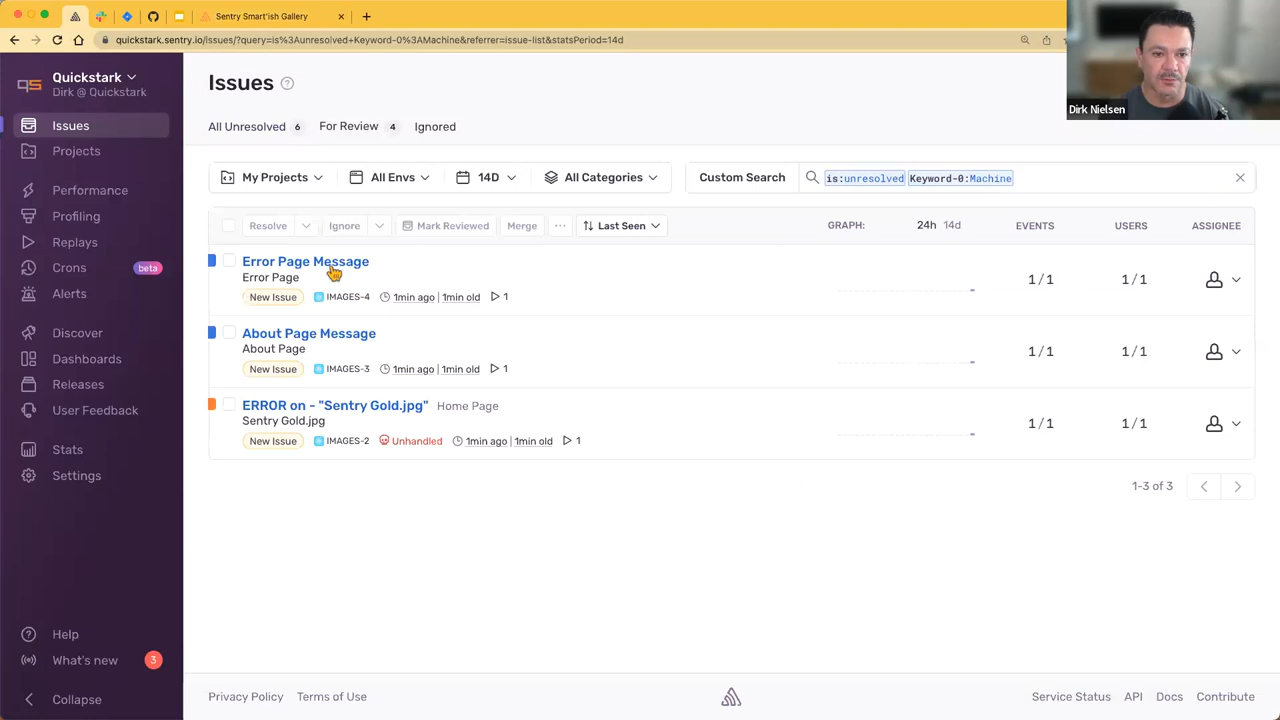 Sentry Smart'ish Gallery
quickstark.sentry.io/issues/?query=is%3Aunresolved+Keyword-0%3AMachine&referrer=issue-list&statsPeriod=14d
Dirk Nielsen
Quickstark
Dirk @ Quickstark
Issues
Projects
Performance
Profiling
Replays
Crons beta
Alerts
Discover
Dashboards
Releases
User Feedback
Stats
Settings
Help
What's new 3
Collapse
Issues ?
All Unresolved 6 For Review 4 Ignored
My Projects All Envs 14D All Categories Custom Search is:unresolved Keyword-0:Machine
Resolve Ignore Mark Reviewed Merge ... Last Seen GRAPH: 24h 14d EVENTS USERS ASSIGNEE
Error Page Message
Error Page
New Issue IMAGES-4 1min ago | 1min old 1
1/1 1/1
About Page Message
About Page
New Issue IMAGES-3 1min ago | 1min old 1
1/1 1/1
ERROR on - "Sentry Gold.jpg" Home Page
Sentry Gold.jpg
New Issue IMAGES-2 Unhandled 1min ago | 1min old 1
1/1 1/1
1-3 of 3
Privacy Policy Terms of Use Service Status API Docs Contribute